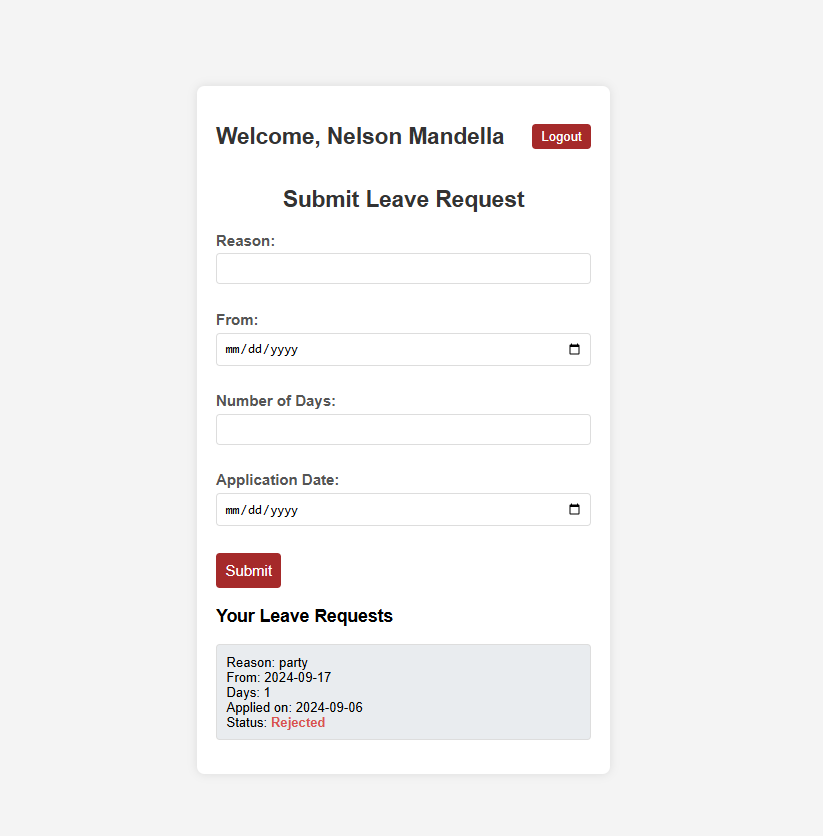 Welcome, Nelson Mandella
Logout
Submit Leave Request
Reason:
From:
mm/dd/yyyy
Number of Days:
Application Date:
mm/dd/yyyy
Submit
Your Leave Requests
Reason: party
From: 2024-09-17
Days: 1
Applied on: 2024-09-06
Status: Rejected